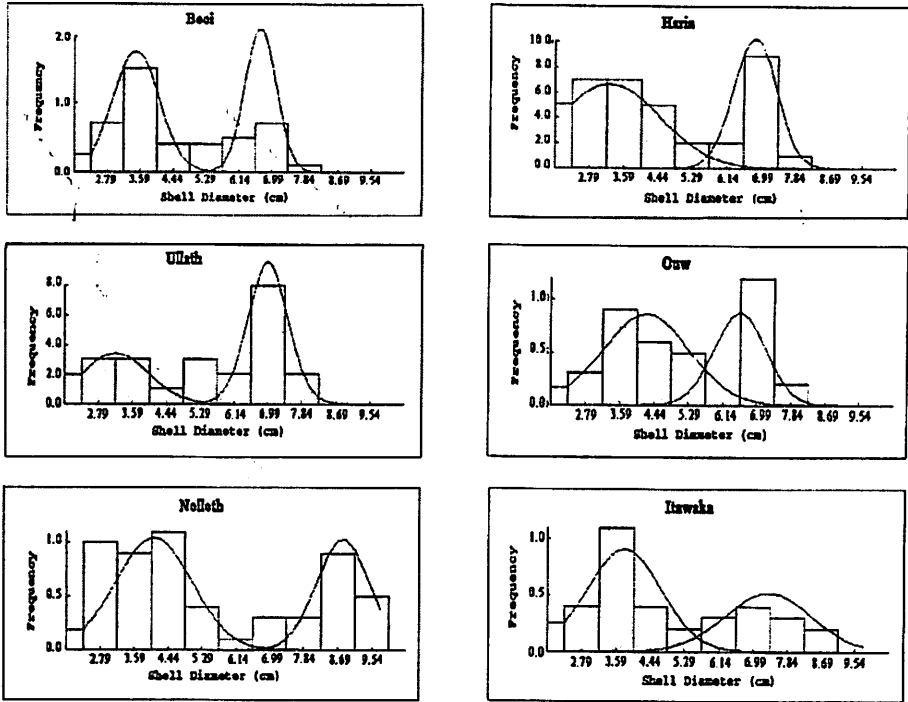 Beoi
Frequency
2.0
1.0
0.0
2.79 3.59 4.44 5.29 6.14 6.99 7.84 8.69 9.54
Shell Diameter (cm)
Haria
Frequency
10.0
8.0
6.0
4.0
2.0
0.0
2.79 3.59 4.44 5.29 6.14 6.99 7.84 8.69 9.54
Shell Diameter (cm)
Ullath
Frequency
8.0
6.0
4.0
2.0
0.0
2.79 3.59 4.44 5.29 6.14 6.99 7.84 8.69 9.54
Shell Diameter (cm)
Ouw
Frequency
1.0
0.5
0.0
2.79 3.59 4.44 5.29 6.14 6.99 7.84 8.69 9.54
Shell Diameter (cm)
Nolloth
Frequency
1.0
0.5
0.0
2.79 3.59 4.44 5.29 6.14 6.99 7.84 8.69 9.54
Shell Diameter (cm)
Itawaka
Frequency
1.0
0.5
0.0
2.79 3.59 4.44 5.29 6.14 6.99 7.84 8.69 9.54
Shell Diameter (cm)